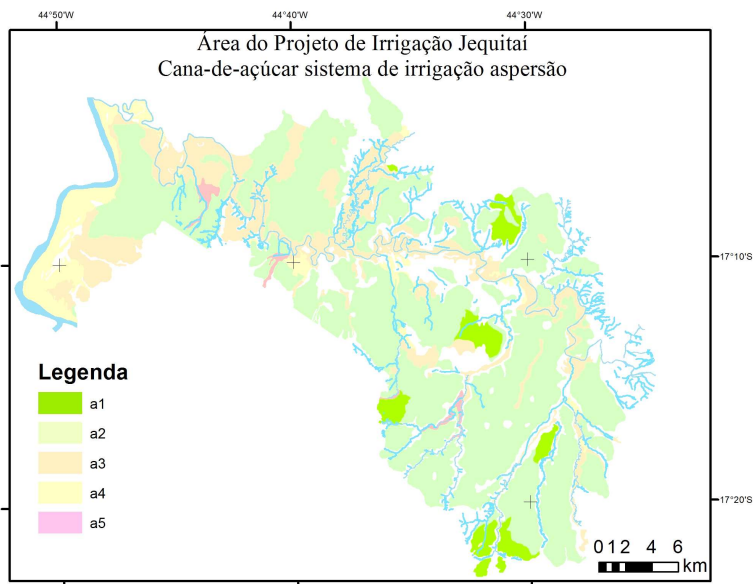 44°50'W 44°40'W 44°30'W
Área do Projeto de Irrigação Jequitaí
Cana-de-açúcar sistema de irrigação aspersão
17°10'S
Legenda
a1
a2
a3
a4
a5
17°20'S
0 1 2 4 6
km